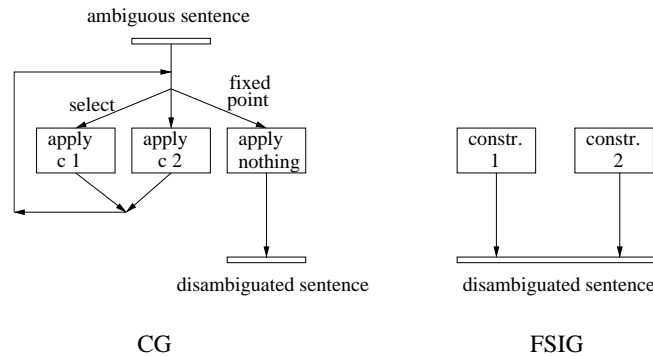 ambiguous sentence
select
fixed
point
apply
c 1
apply
c 2
apply
nothing
constr.
1
constr.
2
disambiguated sentence
disambiguated sentence
CG
FSIG